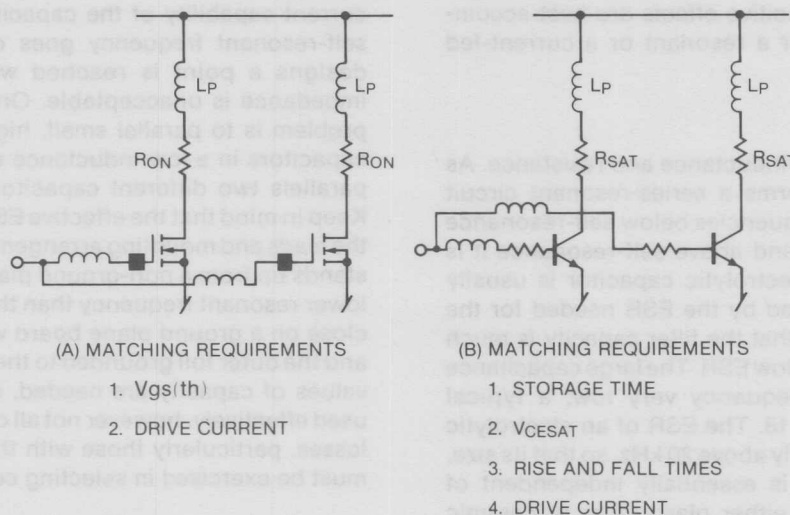 LP
LP
LP
LP
RON
RON
RSAT
RSAT
(A) MATCHING REQUIREMENTS
1. VGS(th)
2. DRIVE CURRENT
(B) MATCHING REQUIREMENTS
1. STORAGE TIME
2. VCESAT
3. RISE AND FALL TIMES
4. DRIVE CURRENT